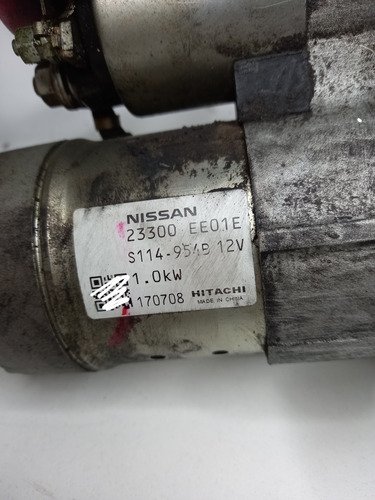 NISSAN
23300 EE01E
S114-954B 12V
1.0kW
170708 HITACHI
MADE IN CHINA